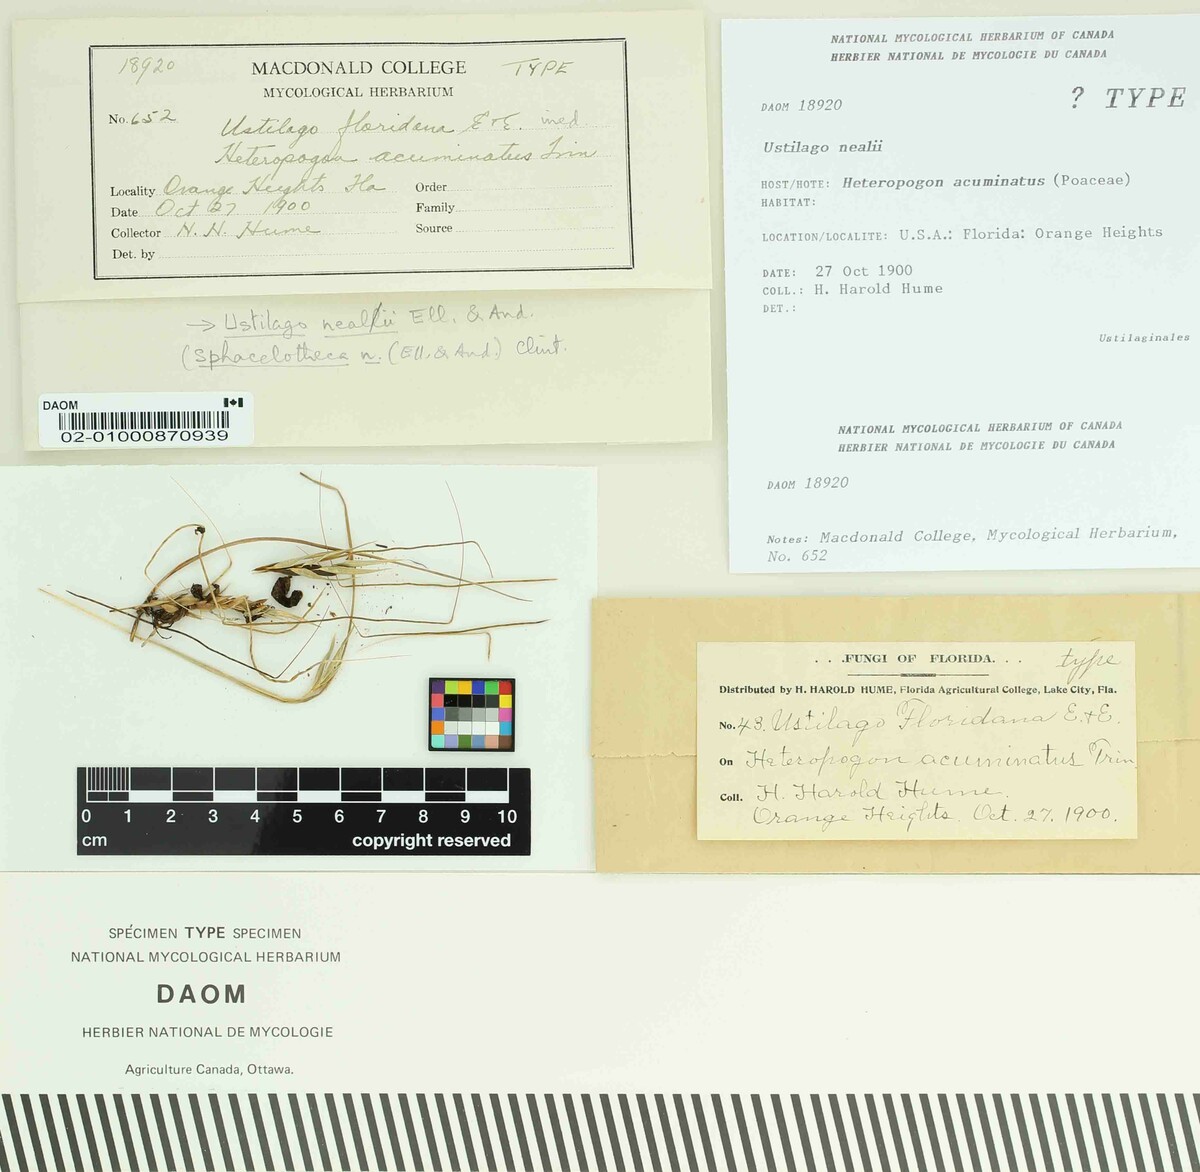 18920
MACDONALD COLLEGE
TYPE
MYCOLOGICAL HERBARIUM
No. 652
Ustilago floridana E & E. ined.
Heteropogon acuminatus Trin
Locality Orange Heights Fla
Order
Date Oct 27 1900
Family
Collector H. H. Hume
Source
Det. by
→ Ustilago nealii Ell. & And.
(Sphacelotheca n. (Ell. & And.) Clint.
DAOM
02-01000870939
NATIONAL MYCOLOGICAL HERBARIUM OF CANADA
HERBIER NATIONAL DE MYCOLOGIE DU CANADA
DAOM 18920
? TYPE
Ustilago nealii
HOST/HOTE: Heteropogon acuminatus (Poaceae)
HABITAT:
LOCATION/LOCALITE: U.S.A.: Florida: Orange Heights
DATE: 27 Oct 1900
COLL.: H. Harold Hume
DET.:
Ustilaginales
NATIONAL MYCOLOGICAL HERBARIUM OF CANADA
HERBIER NATIONAL DE MYCOLOGIE DU CANADA
DAOM 18920
Notes: Macdonald College, Mycological Herbarium,
No. 652
0 1 2 3 4 5 6 7 8 9 10
cm
copyright reserved
. . .FUNGI OF FLORIDA. . .
type
Distributed by H. HAROLD HUME, Florida Agricultural College, Lake City, Fla.
No. 43. Ustilago Floridana E. & E.
On Heteropogon acuminatus Trin
Coll. H. Harold Hume.
Orange Heights. Oct. 27. 1900.
SPÉCIMEN TYPE SPECIMEN
NATIONAL MYCOLOGICAL HERBARIUM
DAOM
HERBIER NATIONAL DE MYCOLOGIE
Agriculture Canada, Ottawa.